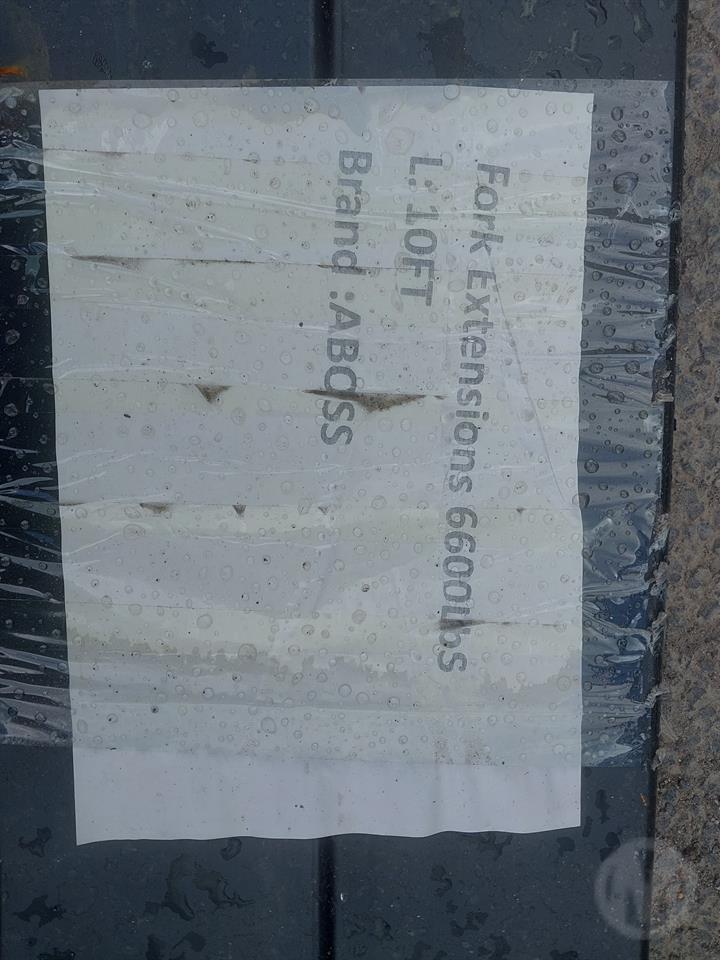 Fork Extensions 6600Lbs
L: 10FT
Brand :ABOSS